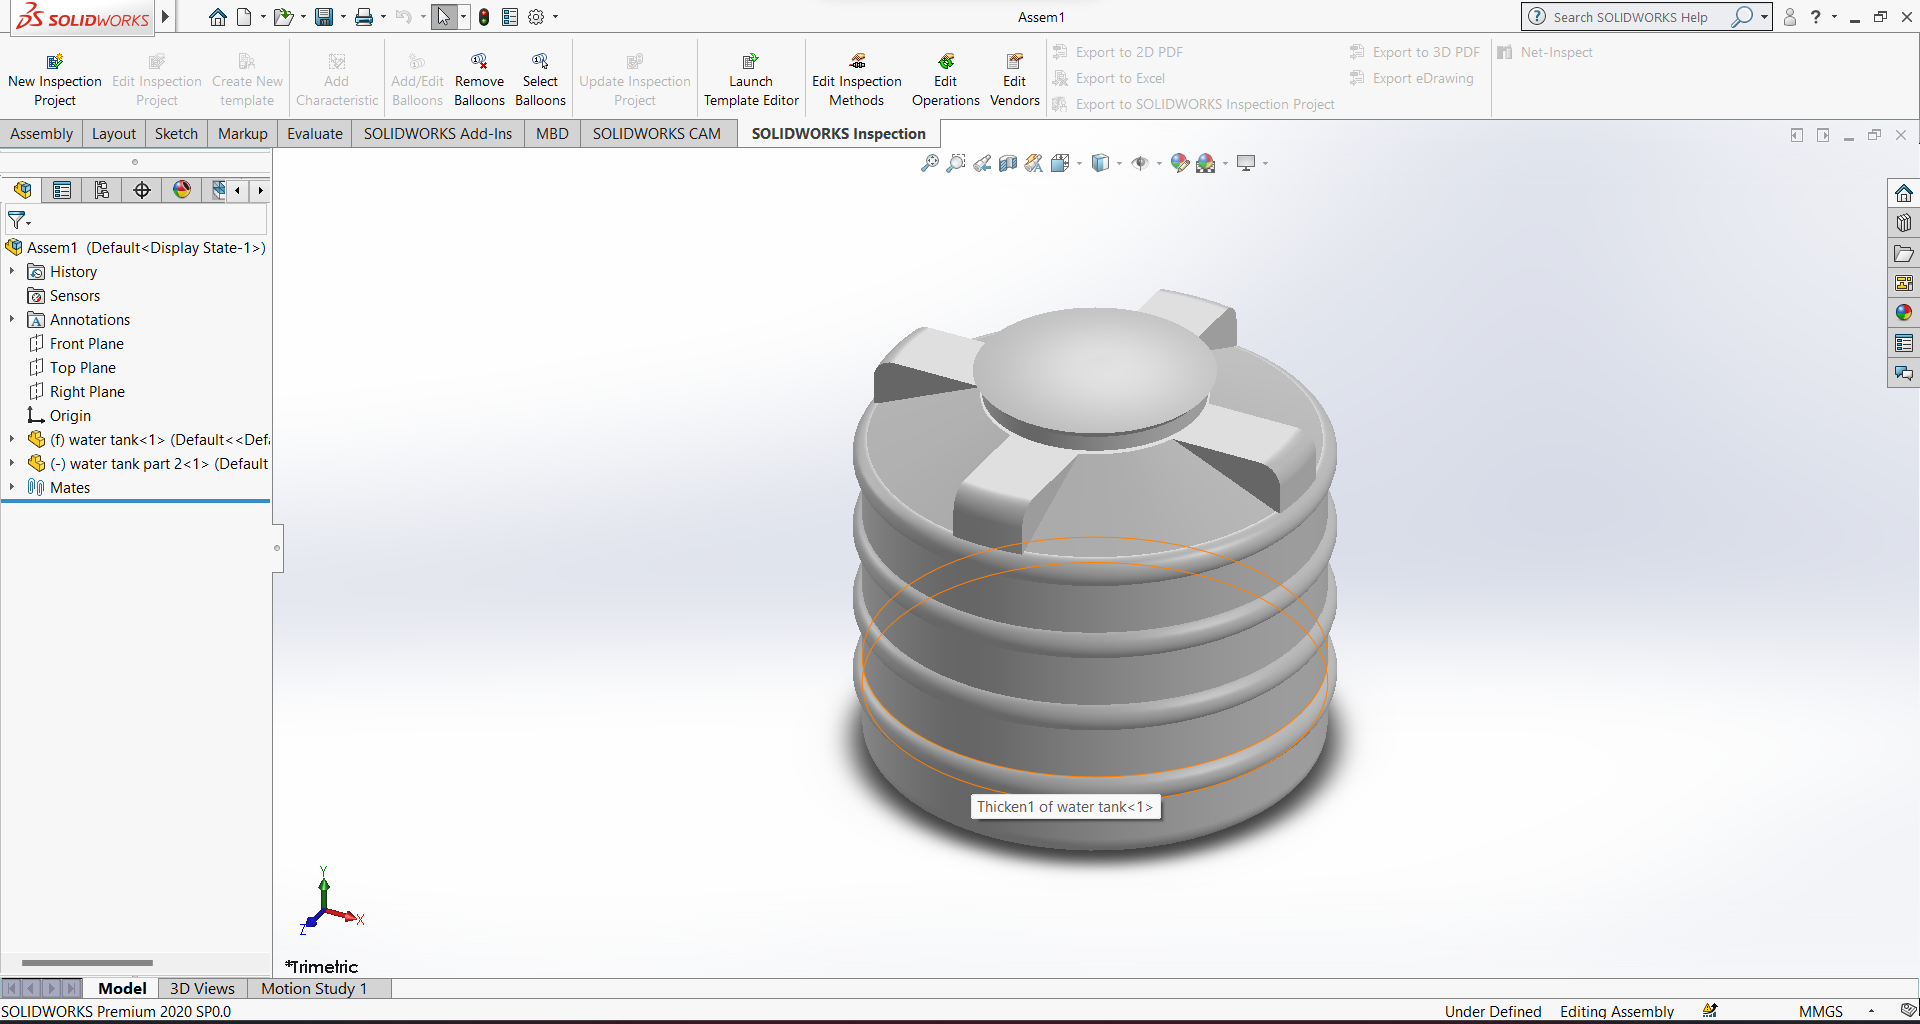 SOLIDWORKS
Assem1
Search SOLIDWORKS Help
New Inspection Project
Edit Inspection Project
Create New template
Add Characteristic
Add/Edit Balloons
Remove Balloons
Select Balloons
Update Inspection Project
Launch Template Editor
Edit Inspection Methods
Edit Operations
Edit Vendors
Export to 2D PDF
Export to Excel
Export to SOLIDWORKS Inspection Project
Export to 3D PDF
Export eDrawing
Net-Inspect
Assembly
Layout
Sketch
Markup
Evaluate
SOLIDWORKS Add-Ins
MBD
SOLIDWORKS CAM
SOLIDWORKS Inspection
Assem1 (Default<Display State-1>)
History
Sensors
Annotations
Front Plane
Top Plane
Right Plane
Origin
(f) water tank<1> (Default<<Def
(-) water tank part 2<1> (Default
Mates
Thicken1 of water tank<1>
Y
X
Z
*Trimetric
Model
3D Views
Motion Study 1
SOLIDWORKS Premium 2020 SP0.0
Under Defined
Editing Assembly
MMGS